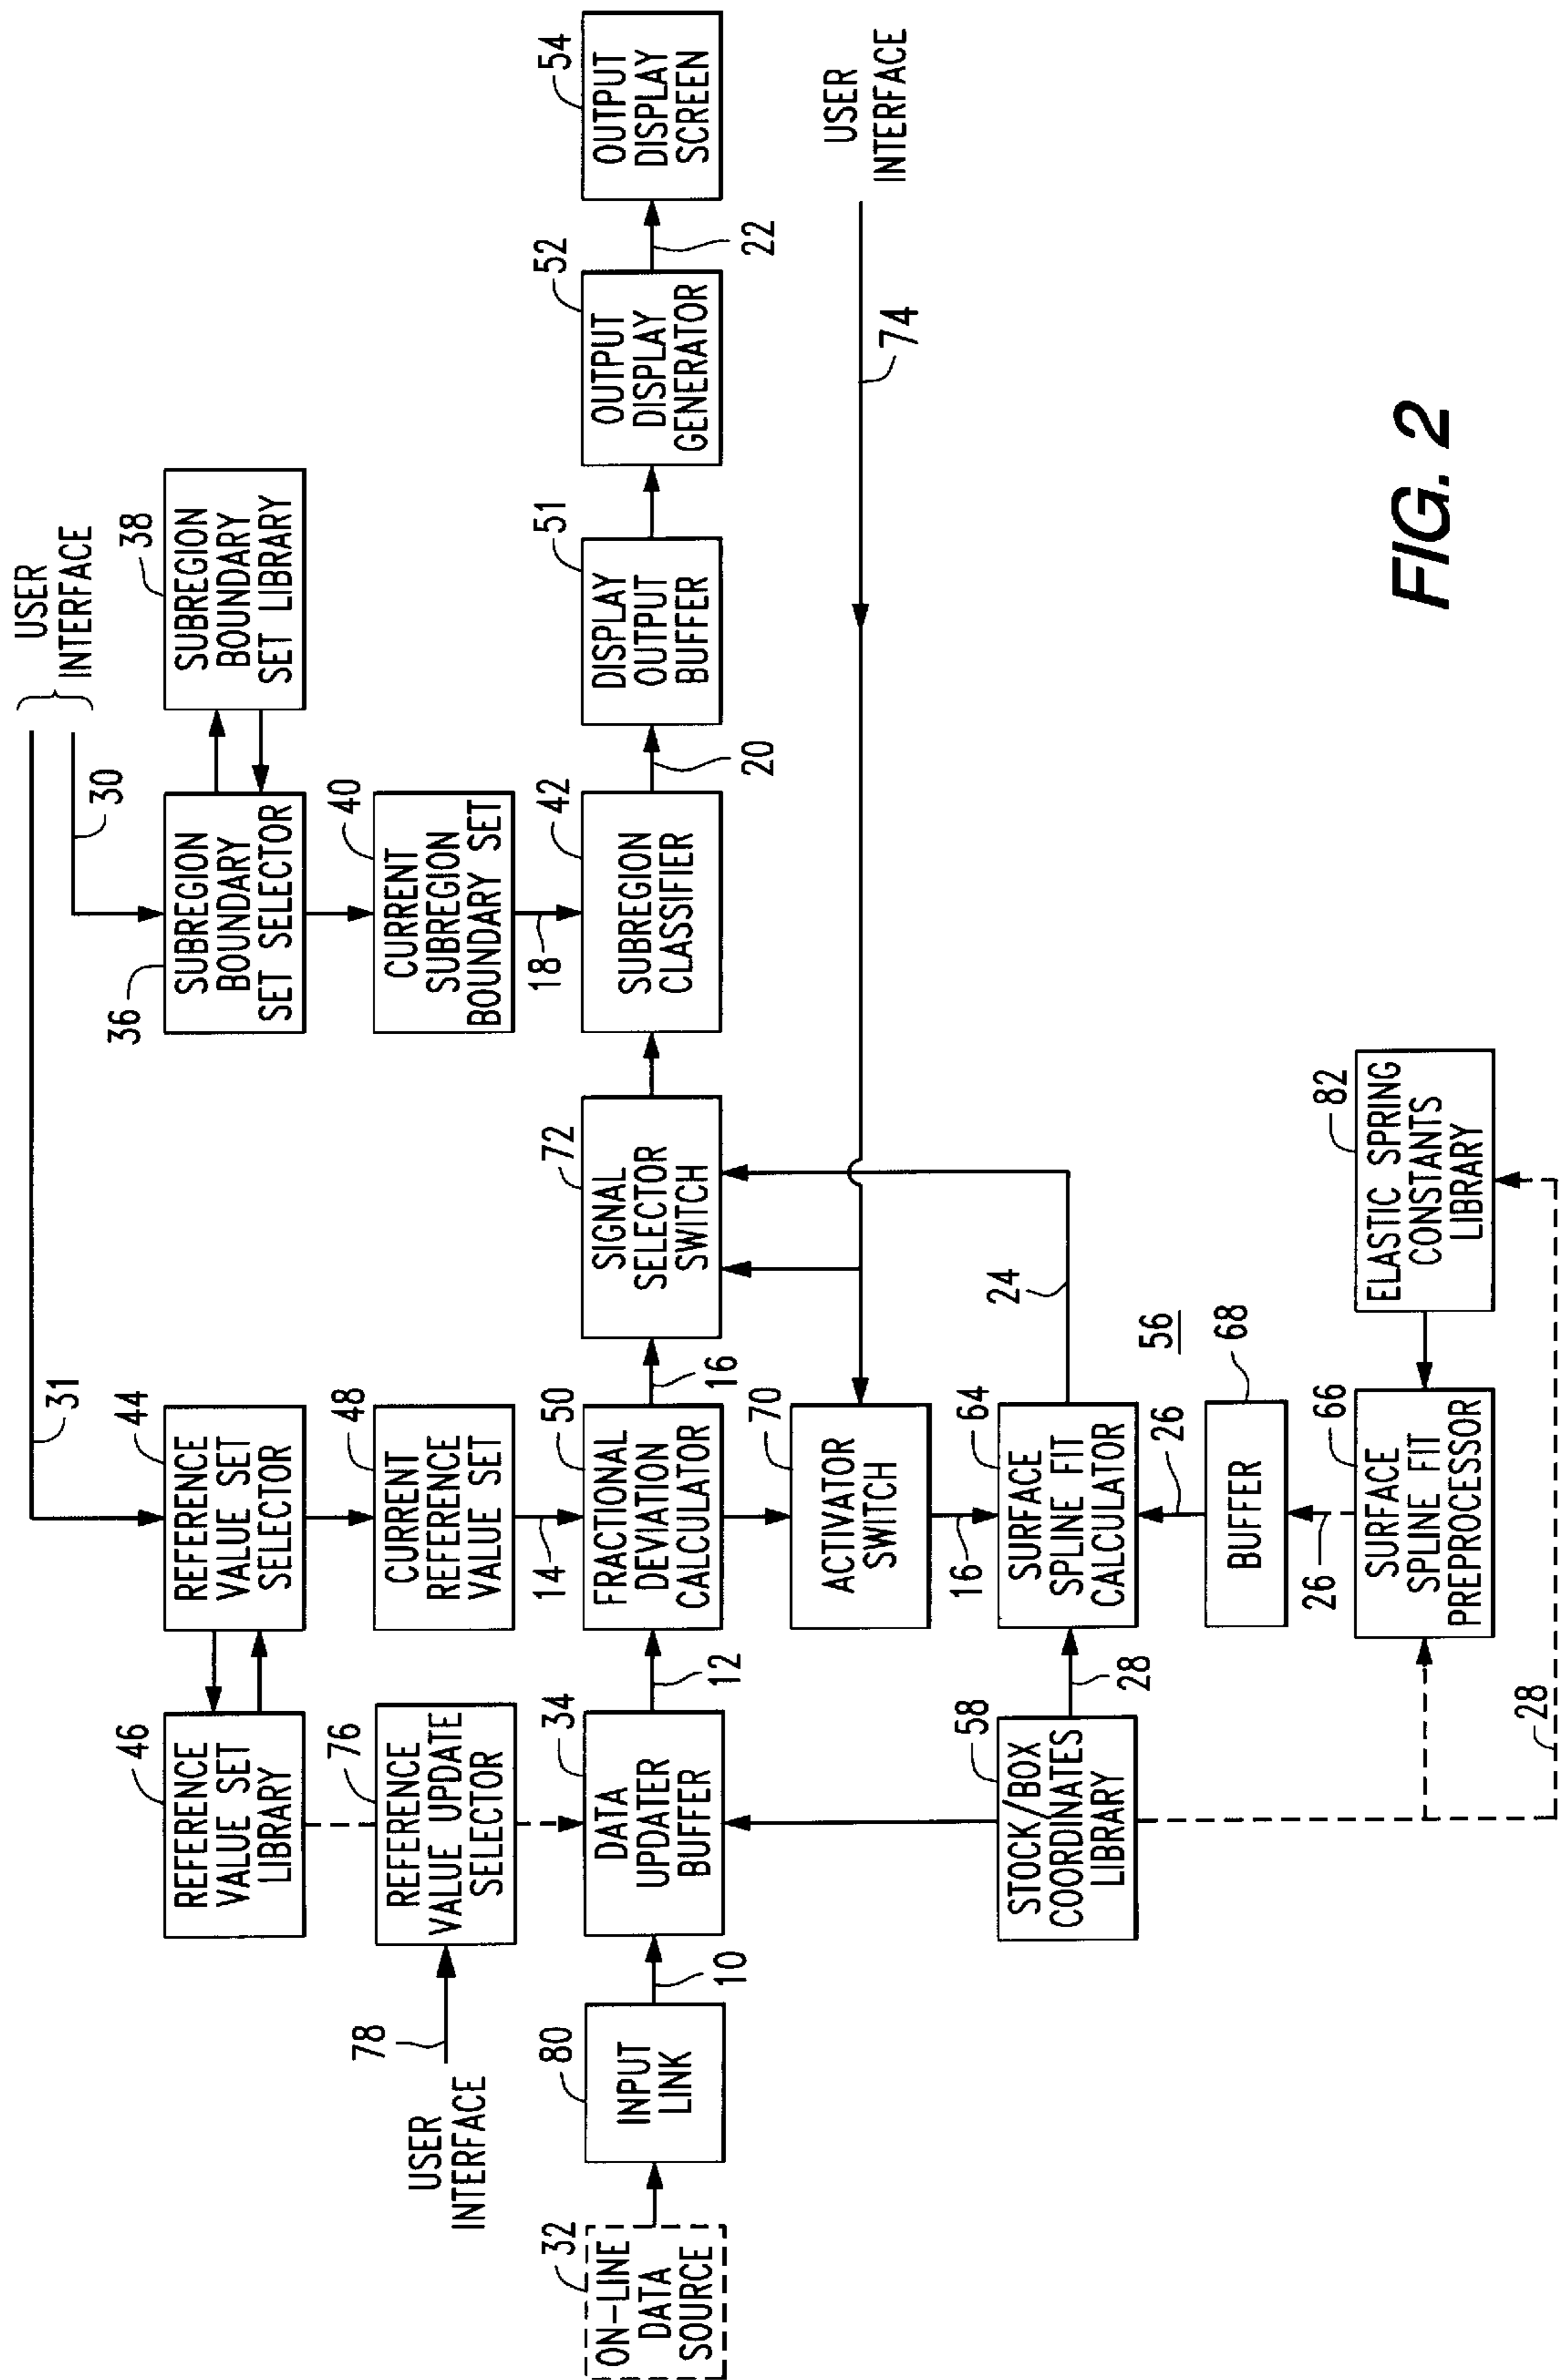 USER
INTERFACE
31
30
46
REFERENCE
VALUE SET
LIBRARY
44
REFERENCE
VALUE SET
SELECTOR
36
SUBREGION
BOUNDARY
SET SELECTOR
38
SUBREGION
BOUNDARY
SET LIBRARY
USER
INTERFACE
78
76
REFERENCE
VALUE UPDATE
SELECTOR
48
CURRENT
REFERENCE
VALUE SET
40
CURRENT
SUBREGION
BOUNDARY SET
14
18
32
ON-LINE
DATA
SOURCE
80
INPUT
LINK
10
34
DATA
UPDATER
BUFFER
12
50
FRACTIONAL
DEVIATION
CALCULATOR
16
72
SIGNAL
SELECTOR
SWITCH
42
SUBREGION
CLASSIFIER
20
51
DISPLAY
OUTPUT
BUFFER
52
OUTPUT
DISPLAY
GENERATOR
22
54
OUTPUT
DISPLAY
SCREEN
70
ACTIVATOR
SWITCH
74
USER
INTERFACE
16
58
STOCK/BOX
COORDINATES
LIBRARY
28
64
SURFACE
SPLINE FIT
CALCULATOR
24
26
56
68
BUFFER
26
66
SURFACE
SPLINE FIT
PREPROCESSOR
82
ELASTIC SPRING
CONSTANTS
LIBRARY
28
FIG. 2